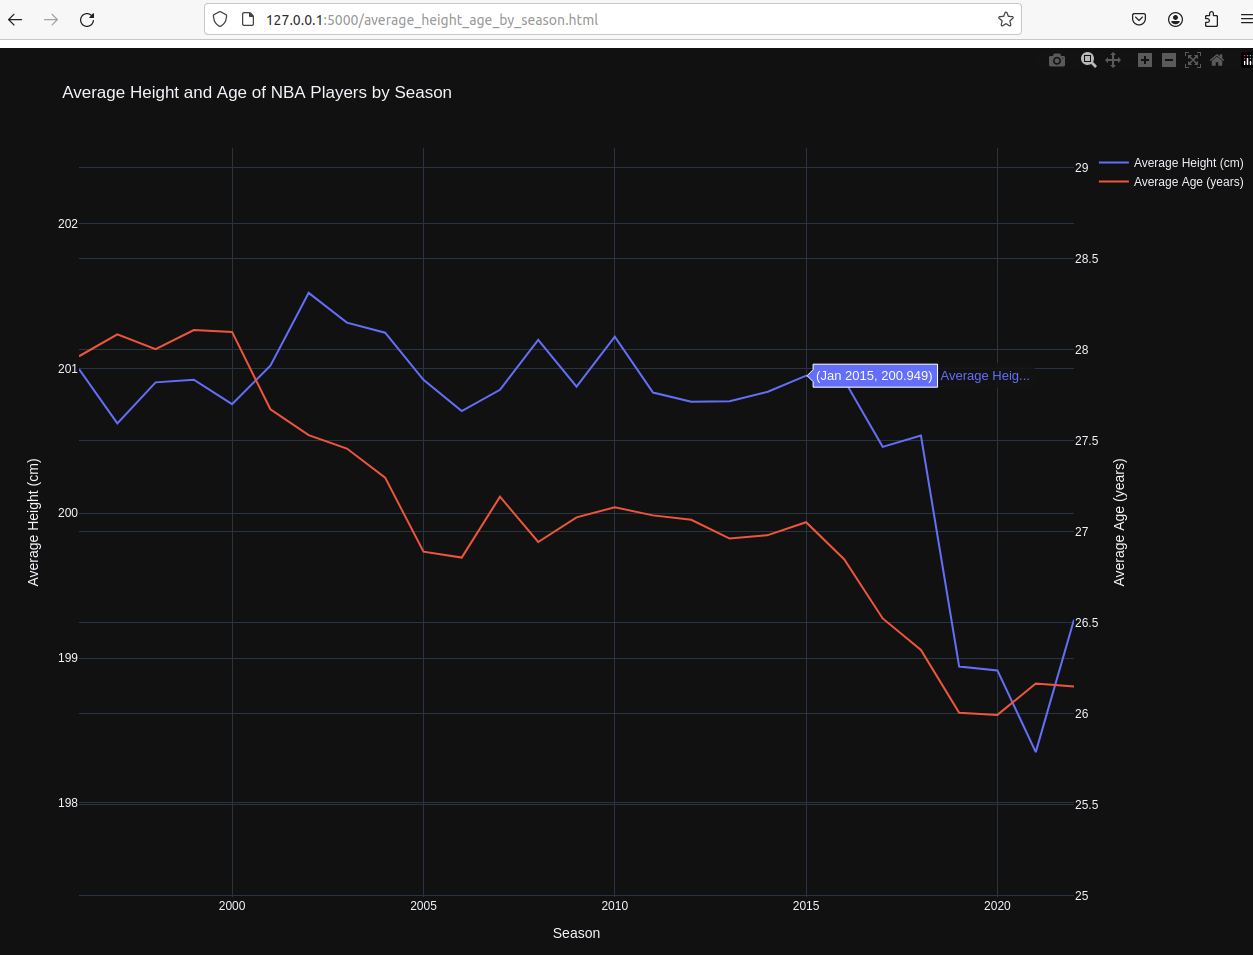 127.0.0.1:5000/average_height_age_by_season.html
Average Height and Age of NBA Players by Season
Average Height (cm)
Average Age (years)
202
201
200
199
198
Average Height (cm)
(Jan 2015, 200.949) Average Heig...
29
28.5
28
27.5
27
26.5
26
25.5
25
Average Age (years)
2000 2005 2010 2015 2020
Season